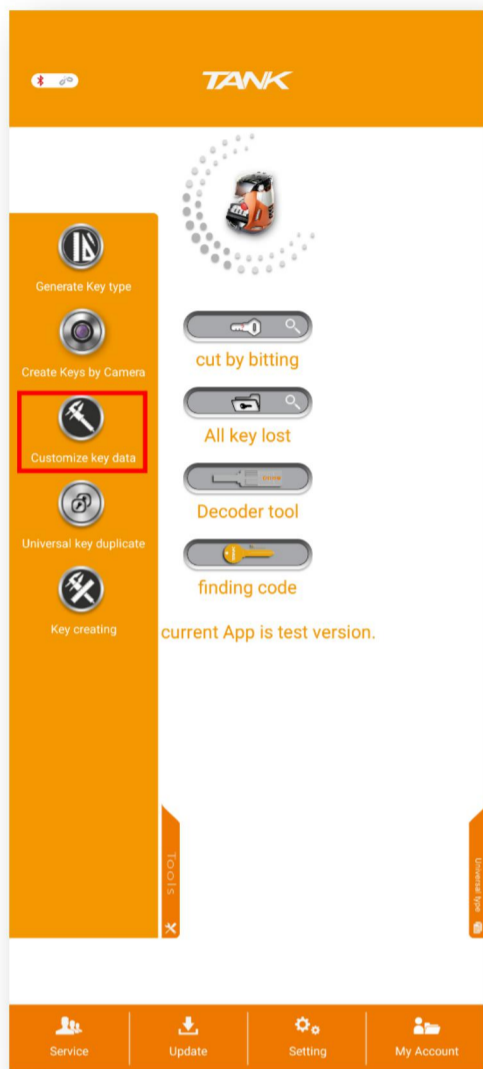 TANK
Generate Key type
Create Keys by Camera
Customize key data
Universal key duplicate
Key creating
cut by bitting
All key lost
Decoder tool
finding code
current App is test version.
Tools
Universal type
Service
Update
Setting
My Account